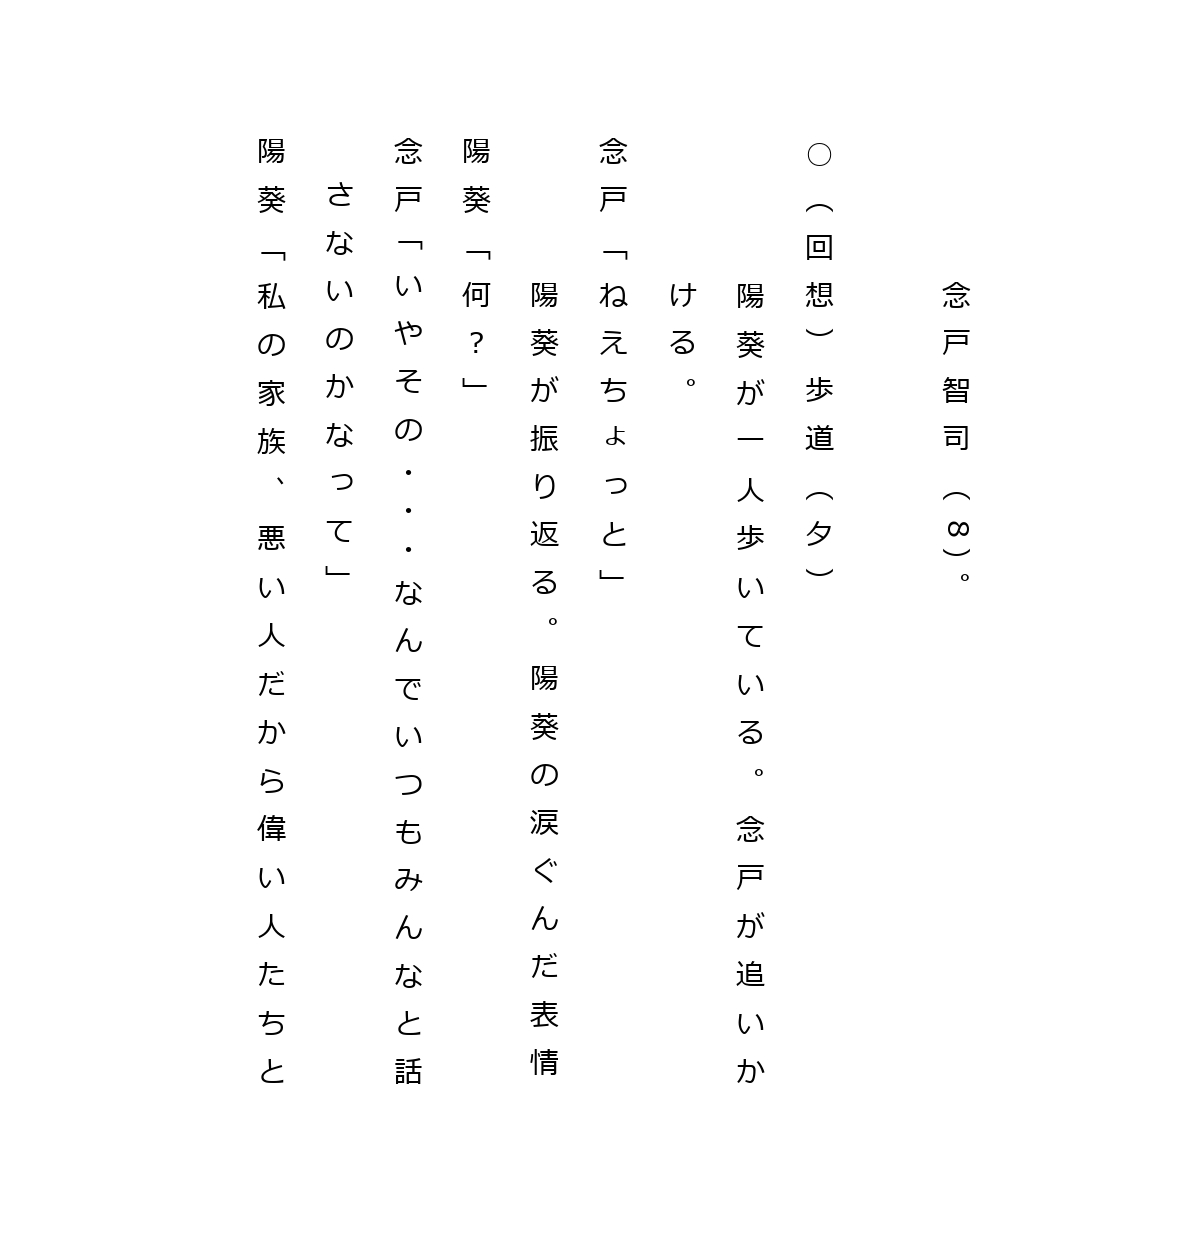 念戸智司（８）。
○（回想）歩道（夕）
陽葵が一人歩いている。念戸が追いか
ける。
念戸「ねえちょっと」
陽葵が振り返る。陽葵の涙ぐんだ表情
陽葵「何？」
念戸「いやその・・・なんでいつもみんなと話
さないのかなって」
陽葵「私の家族、悪い人だから偉い人たちと